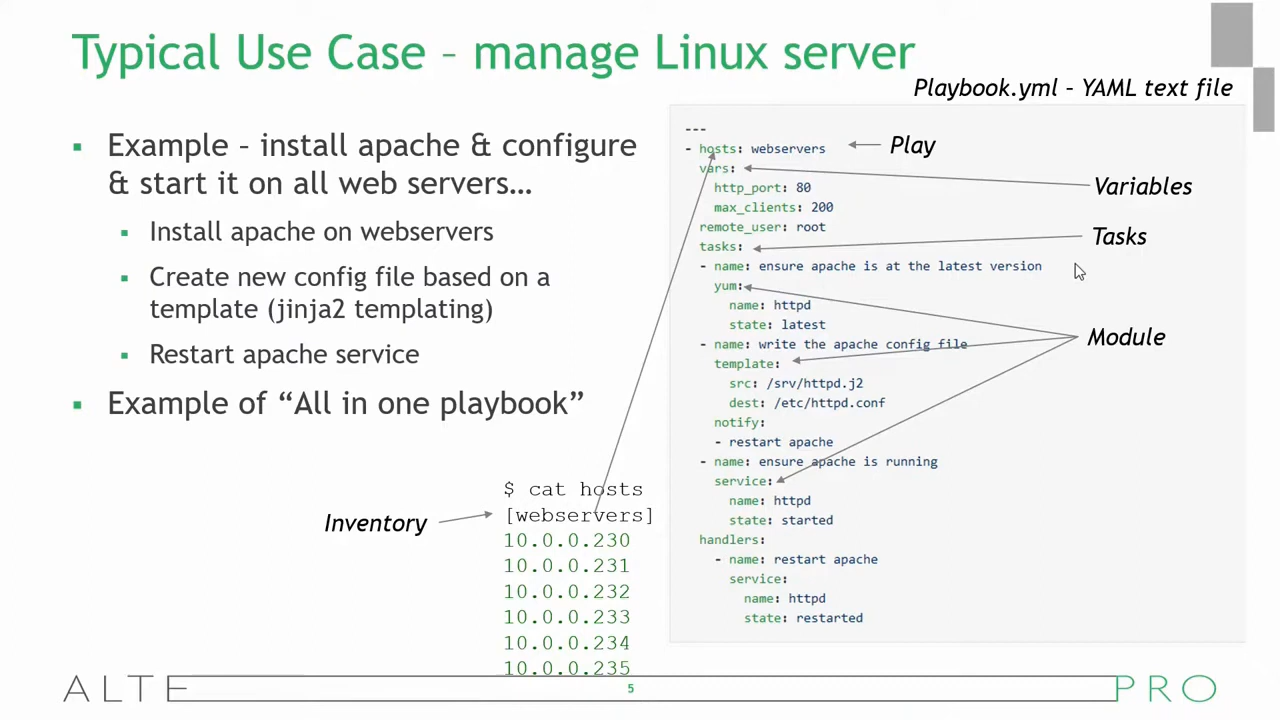 Typical Use Case – manage Linux server
Playbook.yml – YAML text file
▪ Example – install apache & configure
& start it on all web servers…
▪ Install apache on webservers
▪ Create new config file based on a
template (jinja2 templating)
▪ Restart apache service
▪ Example of “All in one playbook”
Inventory
$ cat hosts
[webservers]
10.0.0.230
10.0.0.231
10.0.0.232
10.0.0.233
10.0.0.234
10.0.0.235
---
- hosts: webservers
vars:
http_port: 80
max_clients: 200
remote_user: root
tasks:
- name: ensure apache is at the latest version
yum:
name: httpd
state: latest
- name: write the apache config file
template:
src: /srv/httpd.j2
dest: /etc/httpd.conf
notify:
- restart apache
- name: ensure apache is running
service:
name: httpd
state: started
handlers:
- name: restart apache
service:
name: httpd
state: restarted
Play
Variables
Tasks
Module
ALTE
5
PRO